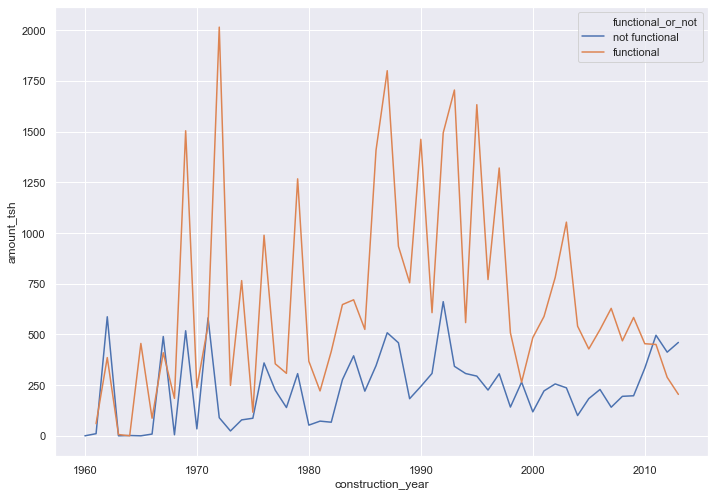 functional_or_not
not functional
functional
2000
1750
1500
1250
1000
750
500
250
0
amount_tsh
1960 1970 1980 1990 2000 2010
construction_year